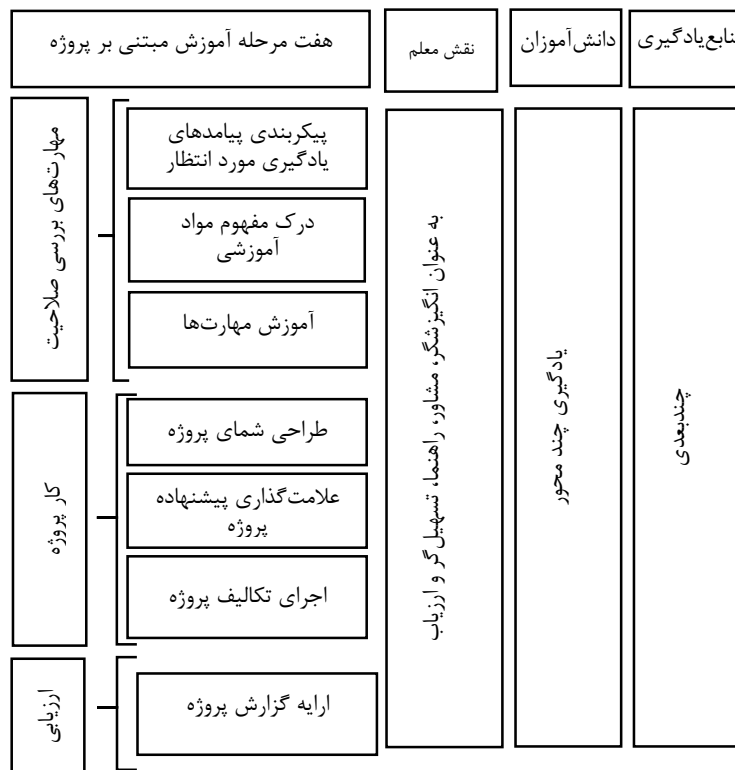 هفت مرحله آموزش مبتنی بر پروژه
نقش معلم
دانش‌آموزان
نابع‌یادگیری
مهارت‌های بررسی صلاحیت
پیکربندی پیامدهای
یادگیری مورد انتظار
درک مفهوم مواد
آموزشی
آموزش مهارت‌ها
کار پروژه
طراحی شمای پروژه
علامت‌گذاری پیشنهاده
پروژه
اجرای تکالیف پروژه
ارزیابی
ارایه گزارش پروژه
به عنوان انگیزشگر، مشاور، راهنما، تسهیل‌گر و ارزیاب
یادگیری چند محور
چندبعدی